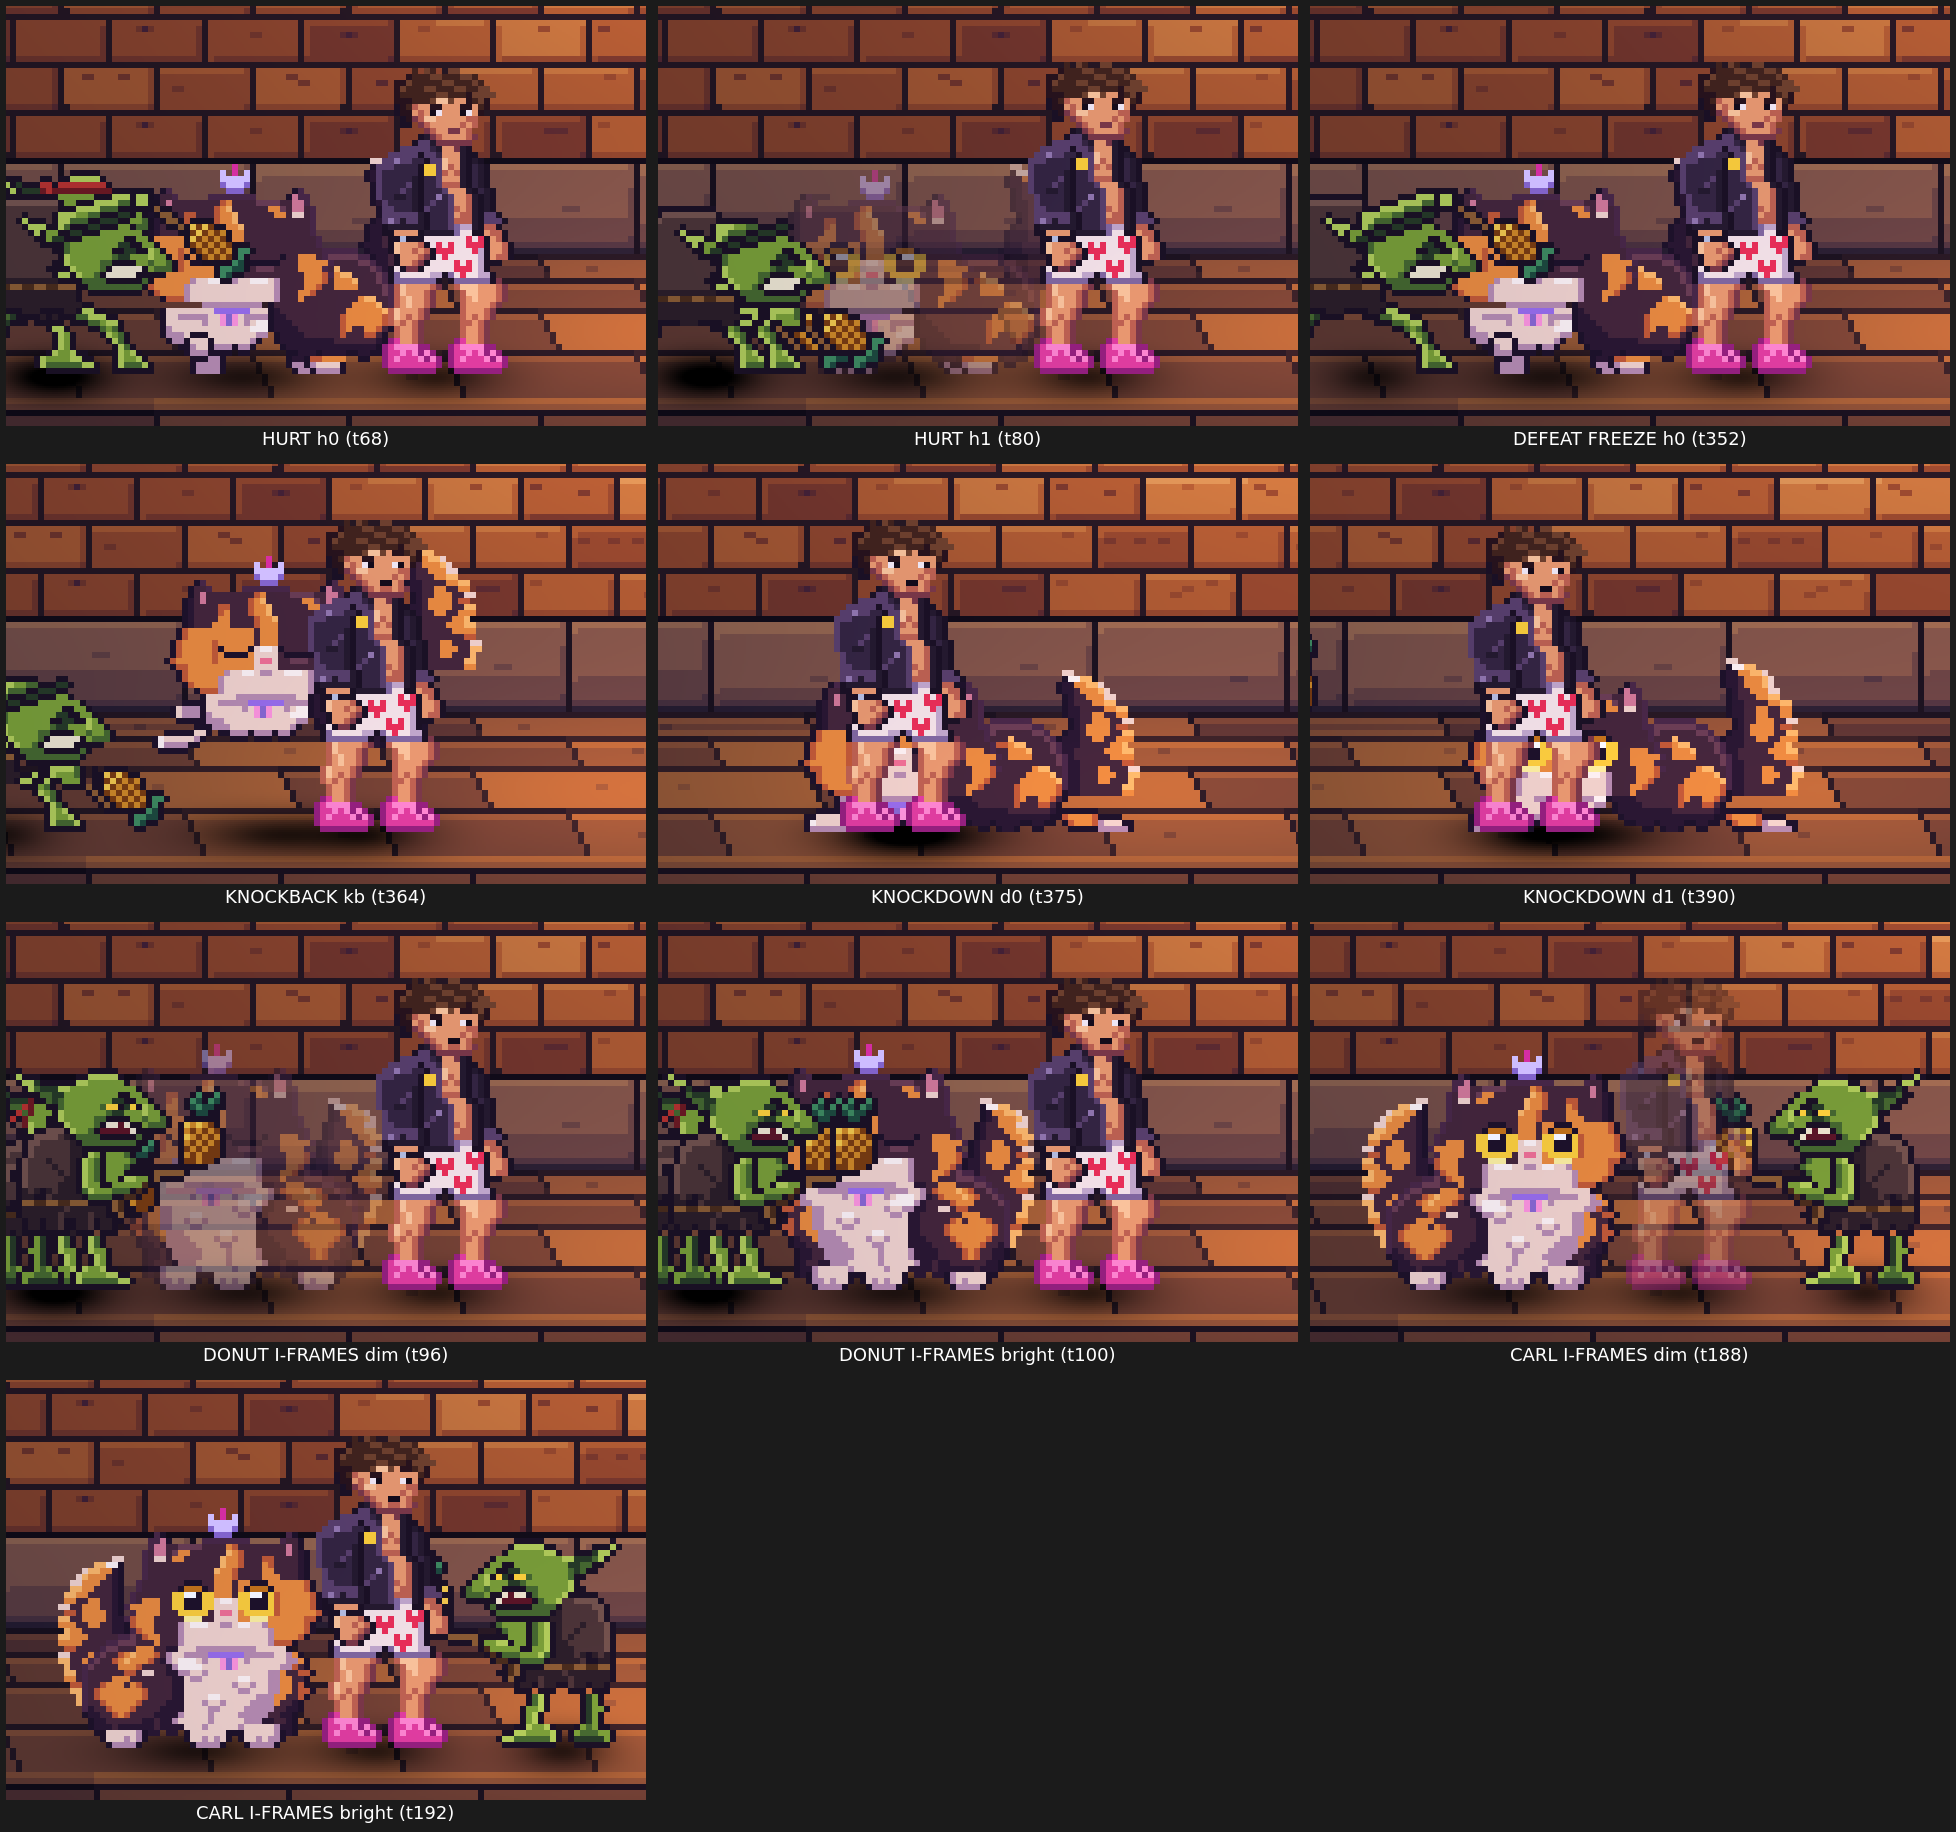 HURT h0 (t68)
HURT h1 (t80)
DEFEAT FREEZE h0 (t352)
KNOCKBACK kb (t364)
KNOCKDOWN d0 (t375)
KNOCKDOWN d1 (t390)
DONUT I-FRAMES dim (t96)
DONUT I-FRAMES bright (t100)
CARL I-FRAMES dim (t188)
CARL I-FRAMES bright (t192)